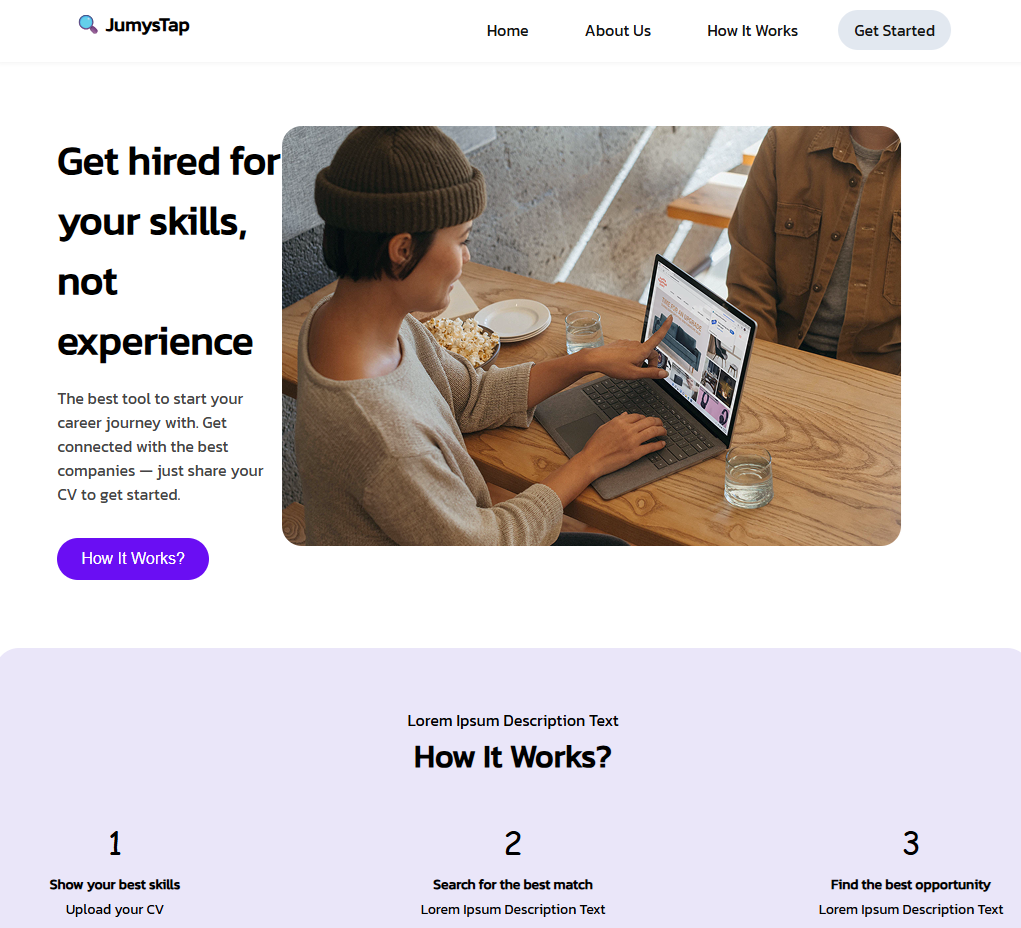 JumysTap
Home
About Us
How It Works
Get Started
Get hired for
your skills,
not
experience
The best tool to start your
career journey with. Get
connected with the best
companies — just share your
CV to get started.
How It Works?
Lorem Ipsum Description Text
How It Works?
1
2
3
Show your best skills
Search for the best match
Find the best opportunity
Upload your CV
Lorem Ipsum Description Text
Lorem Ipsum Description Text